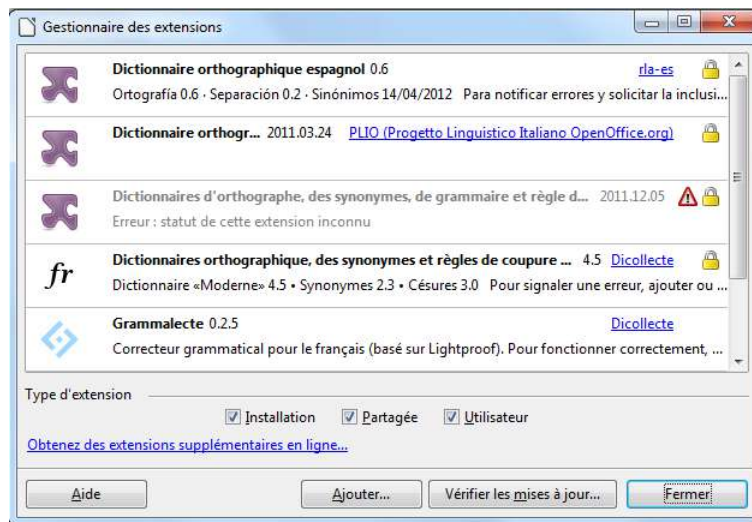 Gestionnaire des extensions
Dictionnaire orthographique espagnol 0.6 rla-es
Ortografía 0.6 · Separación 0.2 · Sinónimos 14/04/2012 Para notificar errores y solicitar la inclusi...
Dictionnaire orthogr... 2011.03.24 PLIO (Progetto Linguistico Italiano OpenOffice.org)
Dictionnaires d'orthographe, des synonymes, de grammaire et règle d... 2011.12.05
Erreur : statut de cette extension inconnu
fr
Dictionnaires orthographique, des synonymes et règles de coupure ... 4.5 Dicollecte
Dictionnaire «Moderne» 4.5 • Synonymes 2.3 • Césures 3.0 Pour signaler une erreur, ajouter ou ...
Grammalecte 0.2.5 Dicollecte
Correcteur grammatical pour le français (basé sur Lightproof). Pour fonctionner correctement, ...
Type d'extension
Installation Partagée Utilisateur
Obtenez des extensions supplémentaires en ligne...
Aide Ajouter... Vérifier les mises à jour... Fermer